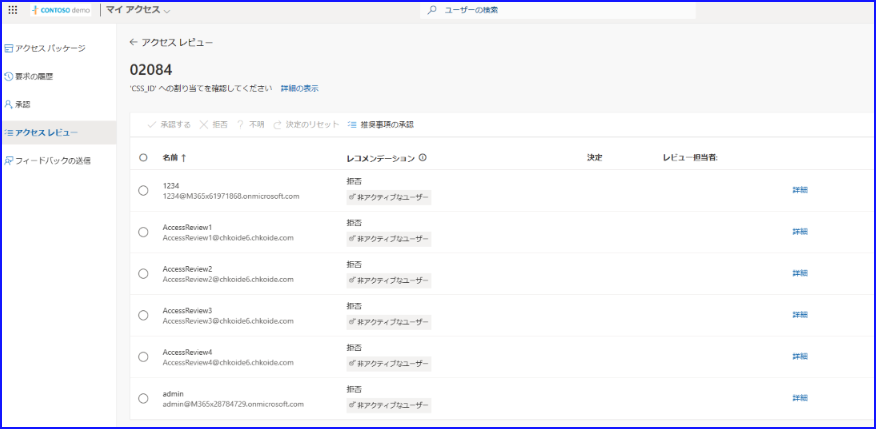 CONTOSO demo
マイ アクセス
ユーザーの検索
アクセス パッケージ
要求の履歴
承認
アクセス レビュー
フィードバックの送信
← アクセス レビュー
02084
'CSS_ID' への割り当てを確認してください 詳細の表示
承認する 拒否 ? 不明 決定のリセット 推奨事項の承認
名前 ↑ レコメンデーション 決定 レビュー担当者:
1234 拒否
1234@M365x61971868.onmicrosoft.com 非アクティブなユーザー 詳細
AccessReview1 拒否
AccessReview1@chkoide6.chkoide.com 非アクティブなユーザー 詳細
AccessReview2 拒否
AccessReview2@chkoide6.chkoide.com 非アクティブなユーザー 詳細
AccessReview3 拒否
AccessReview3@chkoide6.chkoide.com 非アクティブなユーザー 詳細
AccessReview4 拒否
AccessReview4@chkoide6.chkoide.com 非アクティブなユーザー 詳細
admin 拒否
admin@M365x28784729.onmicrosoft.com 非アクティブなユーザー 詳細